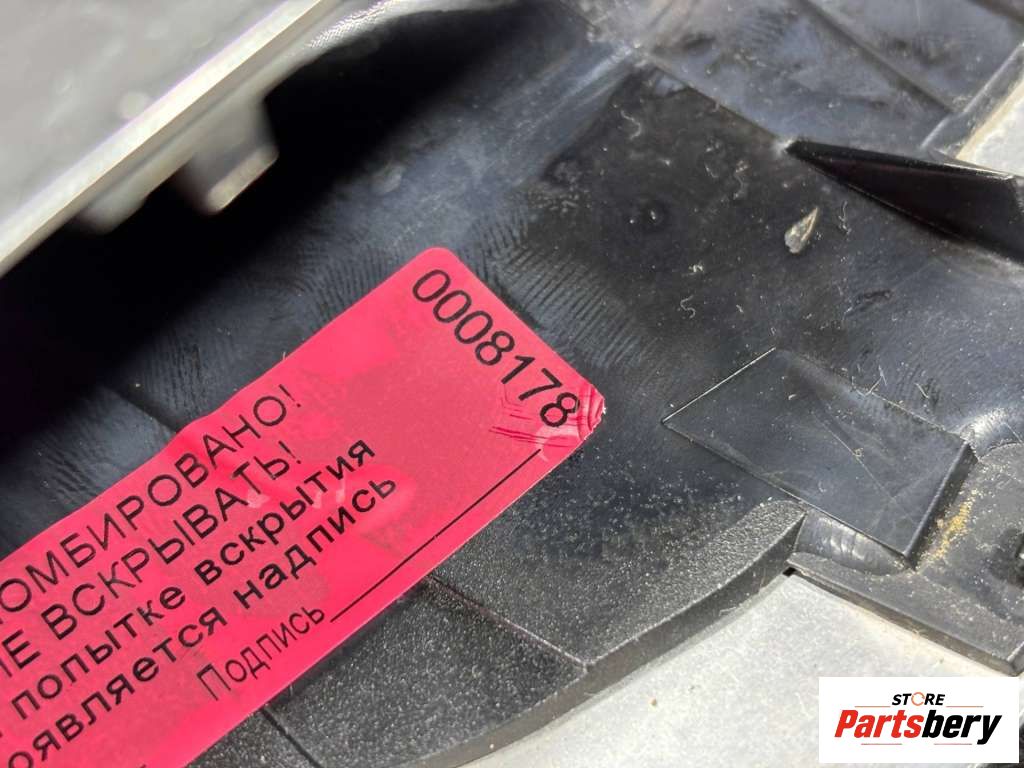 0008178
ОМБИРОВАНО!
Е ВСКРЫВАТЬ!
попытке вскрытия
оявляется надпись
Подпись
STORE
Partsbery